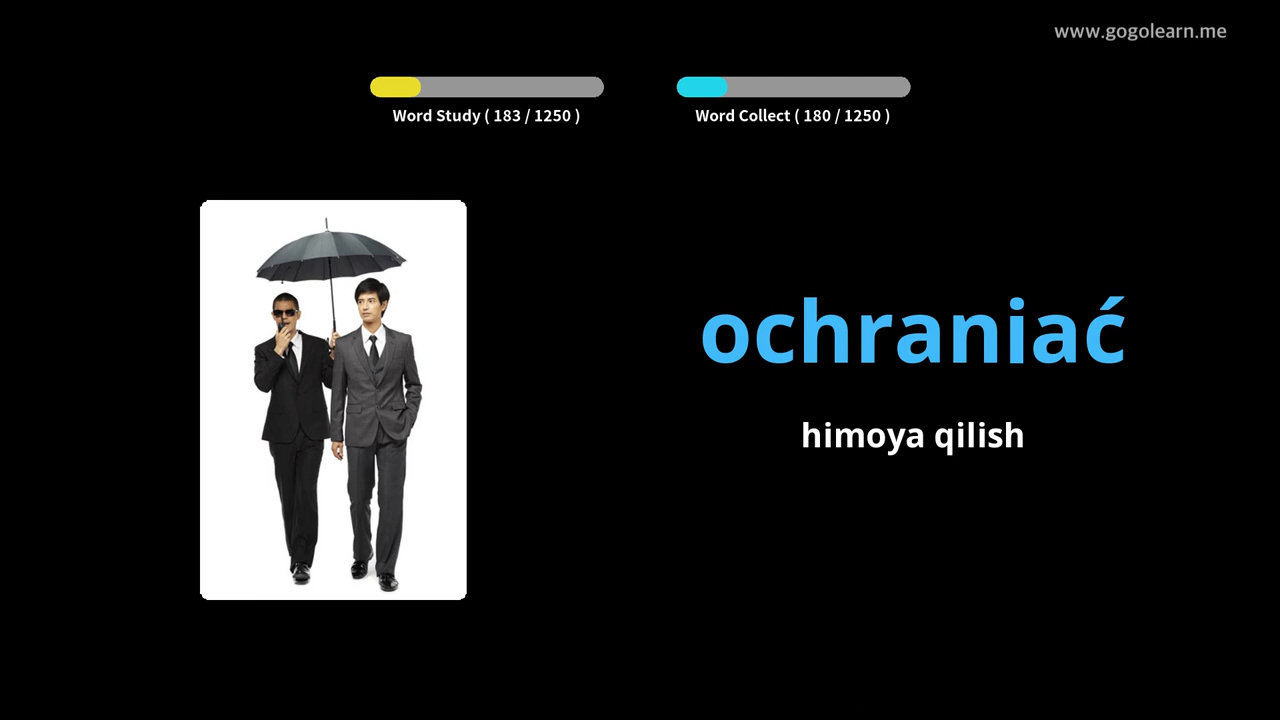 www.gogolearn.me
Word Study ( 183 / 1250 )
Word Collect ( 180 / 1250 )
ochraniać
himoya qilish